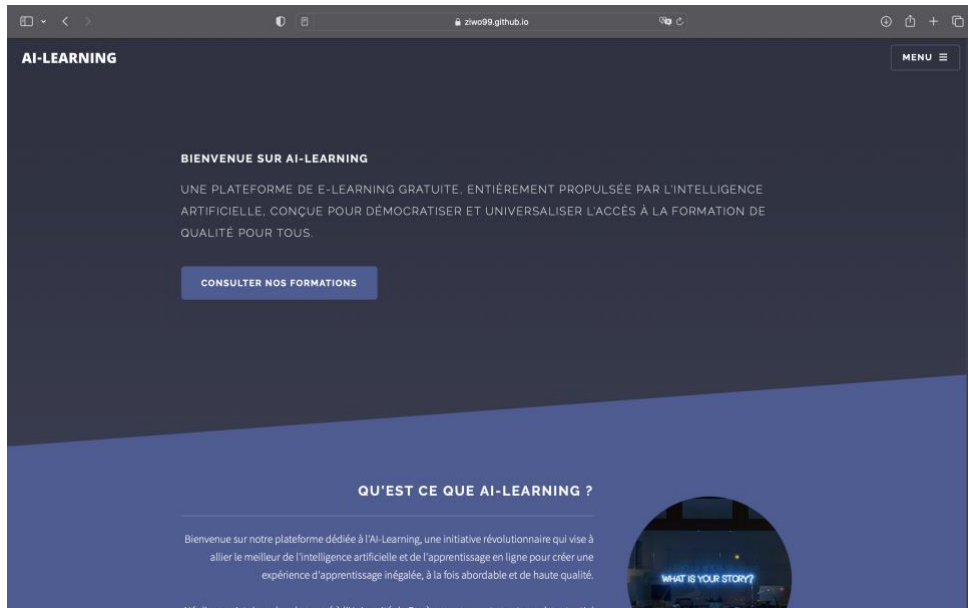 ziwo99.github.io
AI-LEARNING
MENU
BIENVENUE SUR AI-LEARNING
UNE PLATEFORME DE E-LEARNING GRATUITE, ENTIÈREMENT PROPULSÉE PAR L'INTELLIGENCE
ARTIFICIELLE, CONÇUE POUR DÉMOCRATISER ET UNIVERSALISER L'ACCÈS À LA FORMATION DE
QUALITÉ POUR TOUS.
CONSULTER NOS FORMATIONS
QU'EST CE QUE AI-LEARNING ?
Bienvenue sur notre plateforme dédiée à l'AI-Learning, une initiative révolutionnaire qui vise à
allier le meilleur de l'intelligence artificielle et de l'apprentissage en ligne pour créer une
expérience d'apprentissage inégalée, à la fois abordable et de haute qualité.
WHAT IS YOUR STORY?